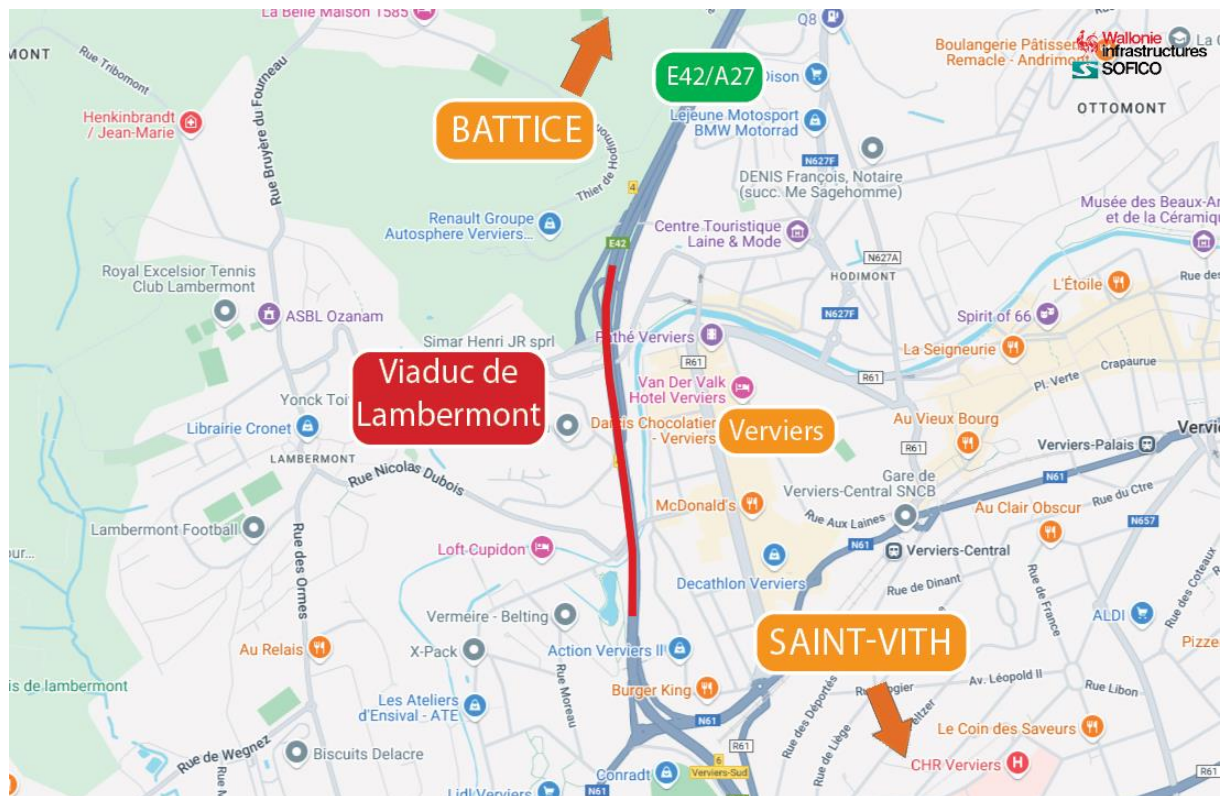 La Belle Maison 1585
Q8
Boulangerie Pâtisserie
Remacle - Andrimont
Wallonie
infrastructures
SOFICO
Rue Tribomont
E42/A27
Dison
OTTOMONT
BATTICE
Henkinbrandt
/ Jean-Marie
Rue Bruyère du Fourneau
Lejeune Motosport
BMW Motorrad
N627F
Thier de Hodimont
4
DENIS François, Notaire
(succ. Me Sagehomme)
Renault Groupe
Autosphere Verviers...
Centre Touristique
Laine & Mode
Musée des Beaux-Ar
et de la Céramiqu
E42
N627A
Rue des
Royal Excelsior Tennis
Club Lambermont
HODIMONT
L'Étoile
ASBL Ozanam
N627F
Spirit of 66
Simar Henri JR sprl
Pathé Verviers
La Seigneurie
R61
R61
Crapaurue
Pl. Verte
Viaduc de
Lambermont
Van Der Valk
Hotel Verviers
Yonck Toi
Au Vieux Bourg
Librairie Cronet
Chocolatier
- Verviers
Verviers
R61
Verviers-Palais
LAMBERMONT
Rue Nicolas Dubois
Gare de
Verviers-Central SNCB
N61
Rue du Ctre
McDonald's
Rue Aux Laines
Au Clair Obscur
N657
Lambermont Football
N61
Loft Cupidon
Verviers-Central
Rue des Ormes
Decathlon Verviers
Rue de Dinant
Rue de France
Rue des Coteaux
Vermeire - Belting
ALDI
SAINT-VITH
Au Relais
X-Pack
Action Verviers II
Pizze
Rue Moreau
Burger King
Av. Léopold II
Rue Libon
is de lambermont
Les Ateliers
d'Ensival - ATE
N61
Rue des Déportés
Rue de Liège
Le Coin des Saveurs
Rue de Wegnez
Biscuits Delacre
R61
CHR Verviers
H
Conradt
6
Verviers-Sud
Lidl Verviers
N61